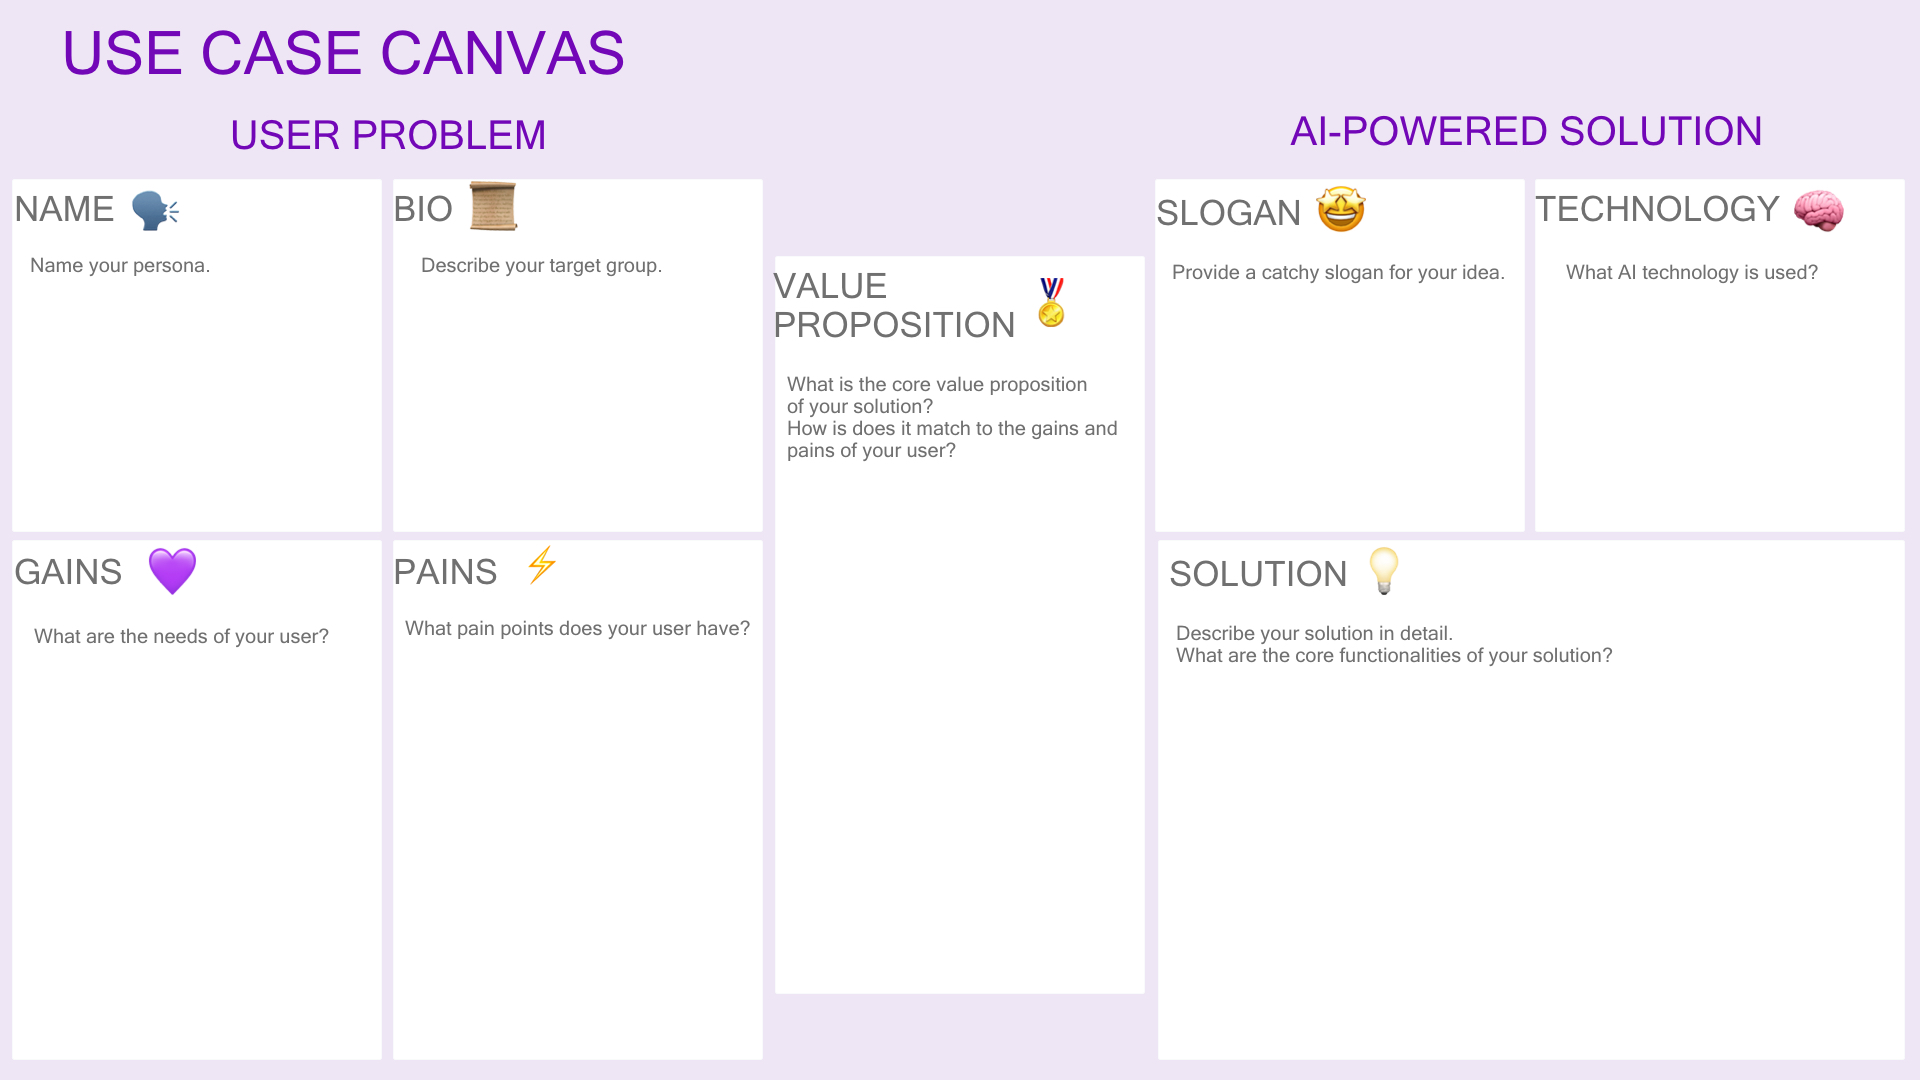 USE CASE CANVAS
USER PROBLEM
NAME
Name your persona.
BIO
Describe your target group.
GAINS
What are the needs of your user?
PAINS
What pain points does your user have?
VALUE
PROPOSITION
What is the core value proposition
of your solution?
How is does it match to the gains and
pains of your user?
AI-POWERED SOLUTION
SLOGAN
Provide a catchy slogan for your idea.
TECHNOLOGY
What AI technology is used?
SOLUTION
Describe your solution in detail.
What are the core functionalities of your solution?